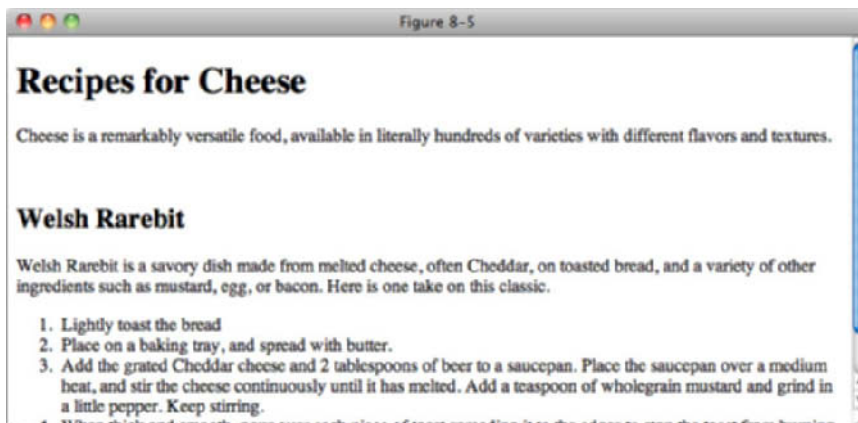 Figure 8-5
Recipes for Cheese
Cheese is a remarkably versatile food, available in literally hundreds of varieties with different flavors and textures.
Welsh Rarebit
Welsh Rarebit is a savory dish made from melted cheese, often Cheddar, on toasted bread, and a variety of other
ingredients such as mustard, egg, or bacon. Here is one take on this classic.
1. Lightly toast the bread
2. Place on a baking tray, and spread with butter.
3. Add the grated Cheddar cheese and 2 tablespoons of beer to a saucepan. Place the saucepan over a medium
heat, and stir the cheese continuously until it has melted. Add a teaspoon of wholegrain mustard and grind in
a little pepper. Keep stirring.